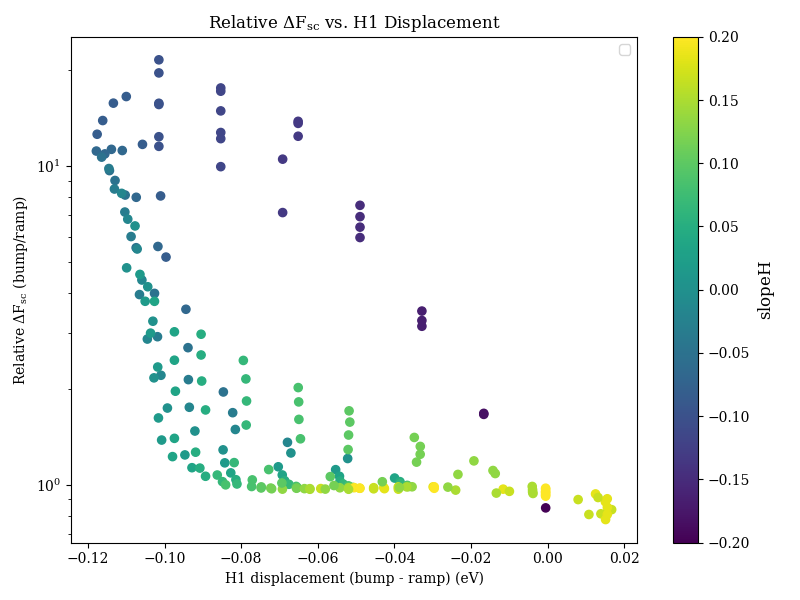 Relative ΔFsc vs. H1 Displacement
Relative ΔFsc (bump/ramp)
10¹
10⁰
−0.12 −0.10 −0.08 −0.06 −0.04 −0.02 0.00 0.02
H1 displacement (bump - ramp) (eV)
0.20
0.15
0.10
0.05
0.00
−0.05
−0.10
−0.15
−0.20
slopeH